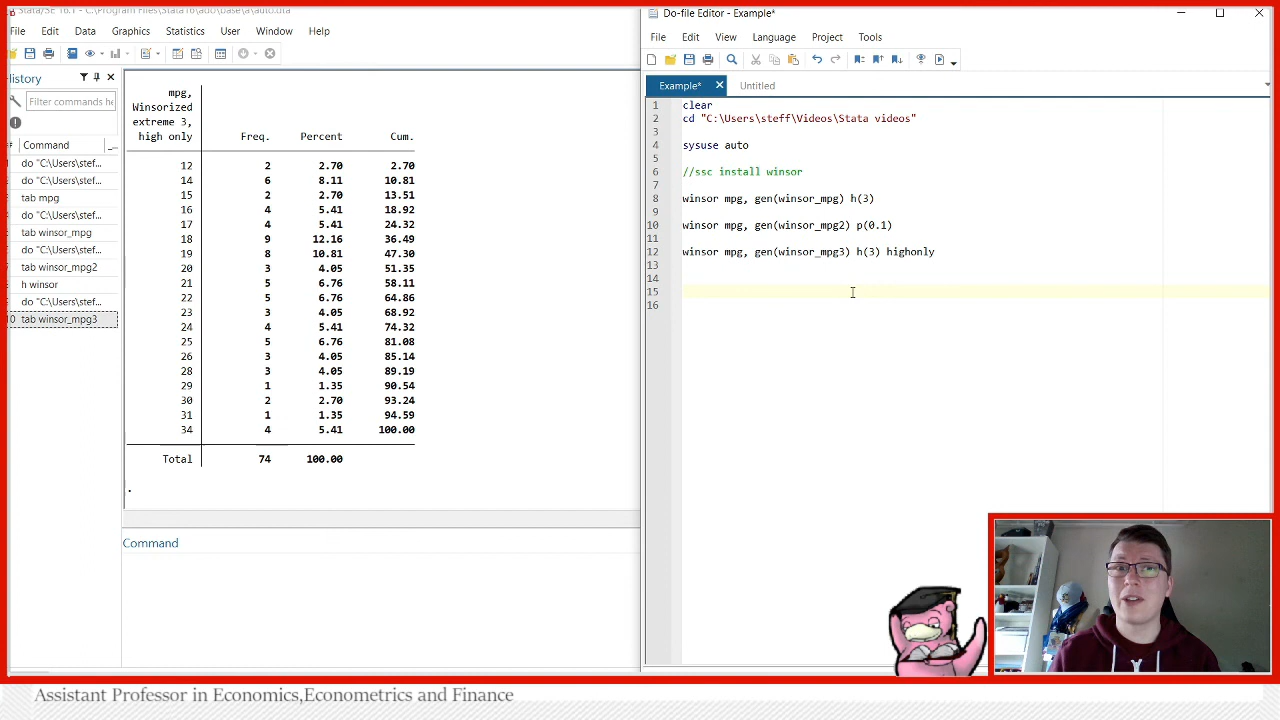 Stata/SE 16.1 - C:\Program Files\Stata16\ado\base\a\auto.dta
File Edit Data Graphics Statistics User Window Help
History
Filter commands he
# Command
do "C:\Users\stef...
do "C:\Users\stef...
tab mpg
do "C:\Users\stef...
tab winsor_mpg
do "C:\Users\stef...
tab winsor_mpg2
h winsor
do "C:\Users\stef...
10 tab winsor_mpg3
mpg,
Winsorized
extreme 3,
high only Freq. Percent Cum.
12 2 2.70 2.70
14 6 8.11 10.81
15 2 2.70 13.51
16 4 5.41 18.92
17 4 5.41 24.32
18 9 12.16 36.49
19 8 10.81 47.30
20 3 4.05 51.35
21 5 6.76 58.11
22 5 6.76 64.86
23 3 4.05 68.92
24 4 5.41 74.32
25 5 6.76 81.08
26 3 4.05 85.14
28 3 4.05 89.19
29 1 1.35 90.54
30 2 2.70 93.24
31 1 1.35 94.59
34 4 5.41 100.00
Total 74 100.00
.
Command
Do-file Editor - Example*
File Edit View Language Project Tools
Example* Untitled
1 clear
2 cd "C:\Users\steff\Videos\Stata videos"
3
4 sysuse auto
5
6 //ssc install winsor
7
8 winsor mpg, gen(winsor_mpg) h(3)
9
10 winsor mpg, gen(winsor_mpg2) p(0.1)
11
12 winsor mpg, gen(winsor_mpg3) h(3) highonly
13
14
15
16
Assistant Professor in Economics,Econometrics and Finance